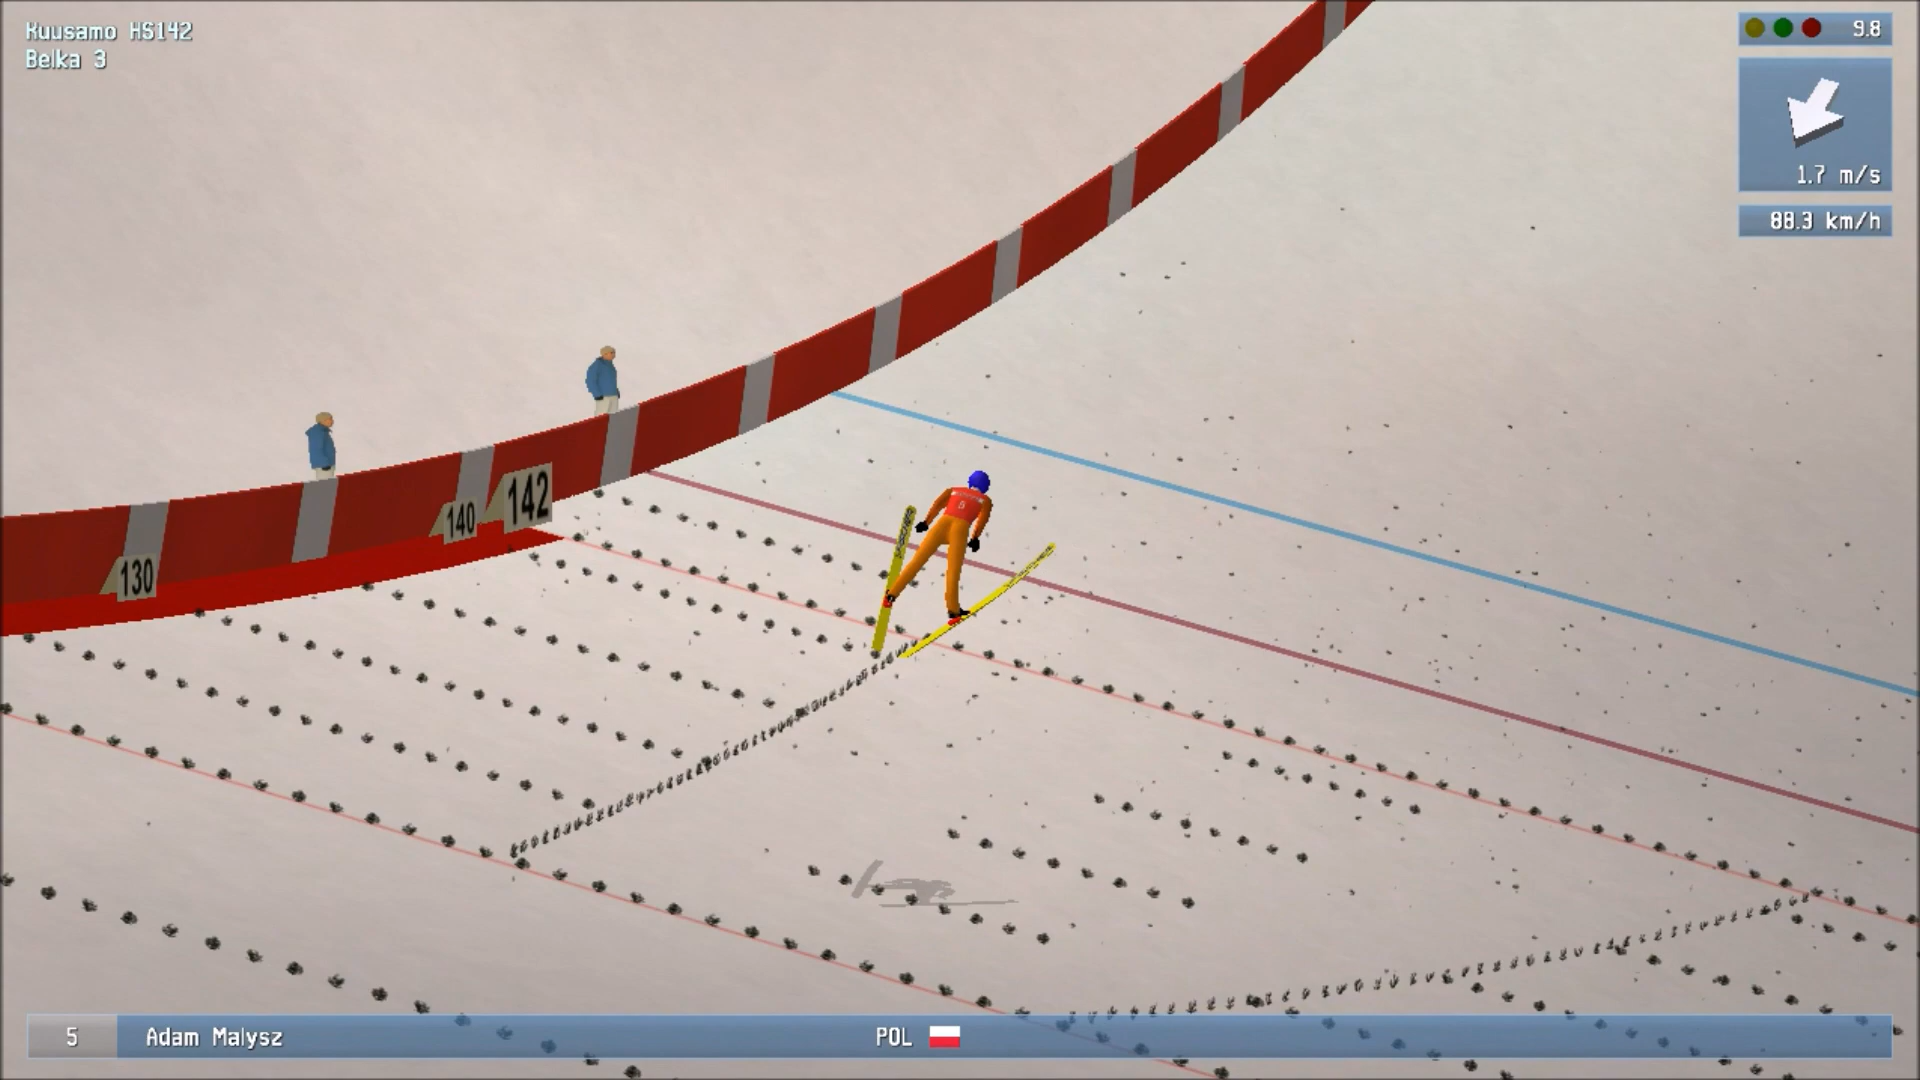 Kuusamo HS142
Belka 3
9.8
1.7 m/s
88.3 km/h
142
140
130
5 Adam Malysz POL